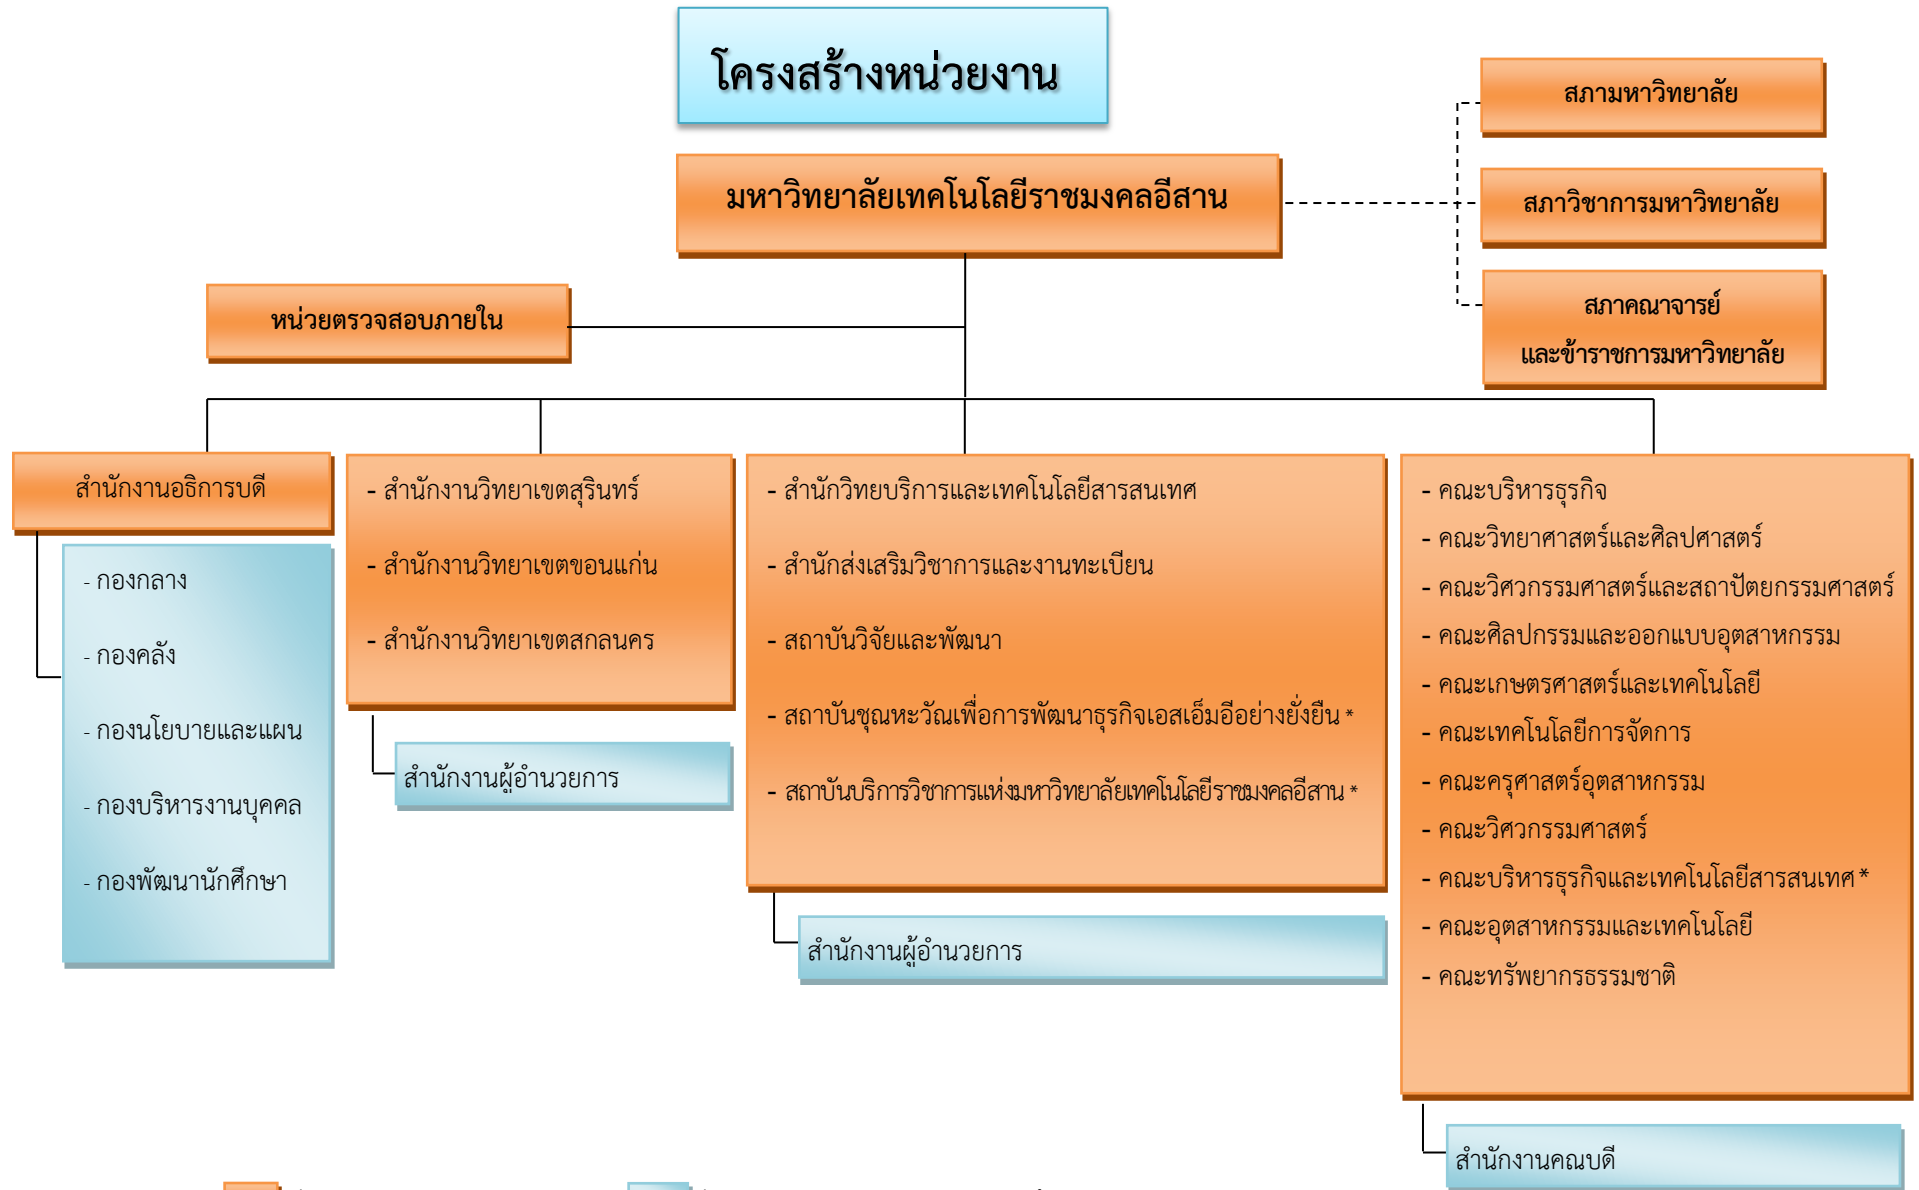 โครงสร้างหน่วยงาน
มหาวิทยาลัยเทคโนโลยีราชมงคลอีสาน
สภามหาวิทยาลัย
สภาวิชาการมหาวิทยาลัย
สภาคณาจารย์
และข้าราชการมหาวิทยาลัย
หน่วยตรวจสอบภายใน
สำนักงานอธิการบดี
- กองกลาง
- กองคลัง
- กองนโยบายและแผน
- กองบริหารงานบุคคล
- กองพัฒนานักศึกษา
- สำนักงานวิทยาเขตสุรินทร์
- สำนักงานวิทยาเขตขอนแก่น
- สำนักงานวิทยาเขตสกลนคร
สำนักงานผู้อำนวยการ
- สำนักวิทยบริการและเทคโนโลยีสารสนเทศ
- สำนักส่งเสริมวิชาการและงานทะเบียน
- สถาบันวิจัยและพัฒนา
- สถาบันชุณหะวัณเพื่อการพัฒนาธุรกิจเอสเอ็มอีอย่างยั่งยืน *
- สถาบันบริการวิชาการแห่งมหาวิทยาลัยเทคโนโลยีราชมงคลอีสาน *
สำนักงานผู้อำนวยการ
- คณะบริหารธุรกิจ
- คณะวิทยาศาสตร์และศิลปศาสตร์
- คณะวิศวกรรมศาสตร์และสถาปัตยกรรมศาสตร์
- คณะศิลปกรรมและออกแบบอุตสาหกรรม
- คณะเกษตรศาสตร์และเทคโนโลยี
- คณะเทคโนโลยีการจัดการ
- คณะครุศาสตร์อุตสาหกรรม
- คณะวิศวกรรมศาสตร์
- คณะบริหารธุรกิจและเทคโนโลยีสารสนเทศ *
- คณะอุตสาหกรรมและเทคโนโลยี
- คณะทรัพยากรธรรมชาติ
สำนักงานคณบดี